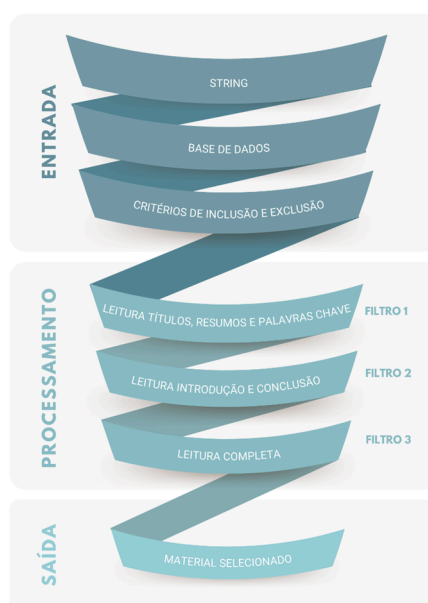 ENTRADA
STRING
BASE DE DADOS
CRITÉRIOS DE INCLUSÃO E EXCLUSÃO
PROCESSAMENTO
LEITURA TÍTULOS, RESUMOS E PALAVRAS CHAVE
FILTRO 1
LEITURA INTRODUÇÃO E CONCLUSÃO
FILTRO 2
LEITURA COMPLETA
FILTRO 3
SAÍDA
MATERIAL SELECIONADO